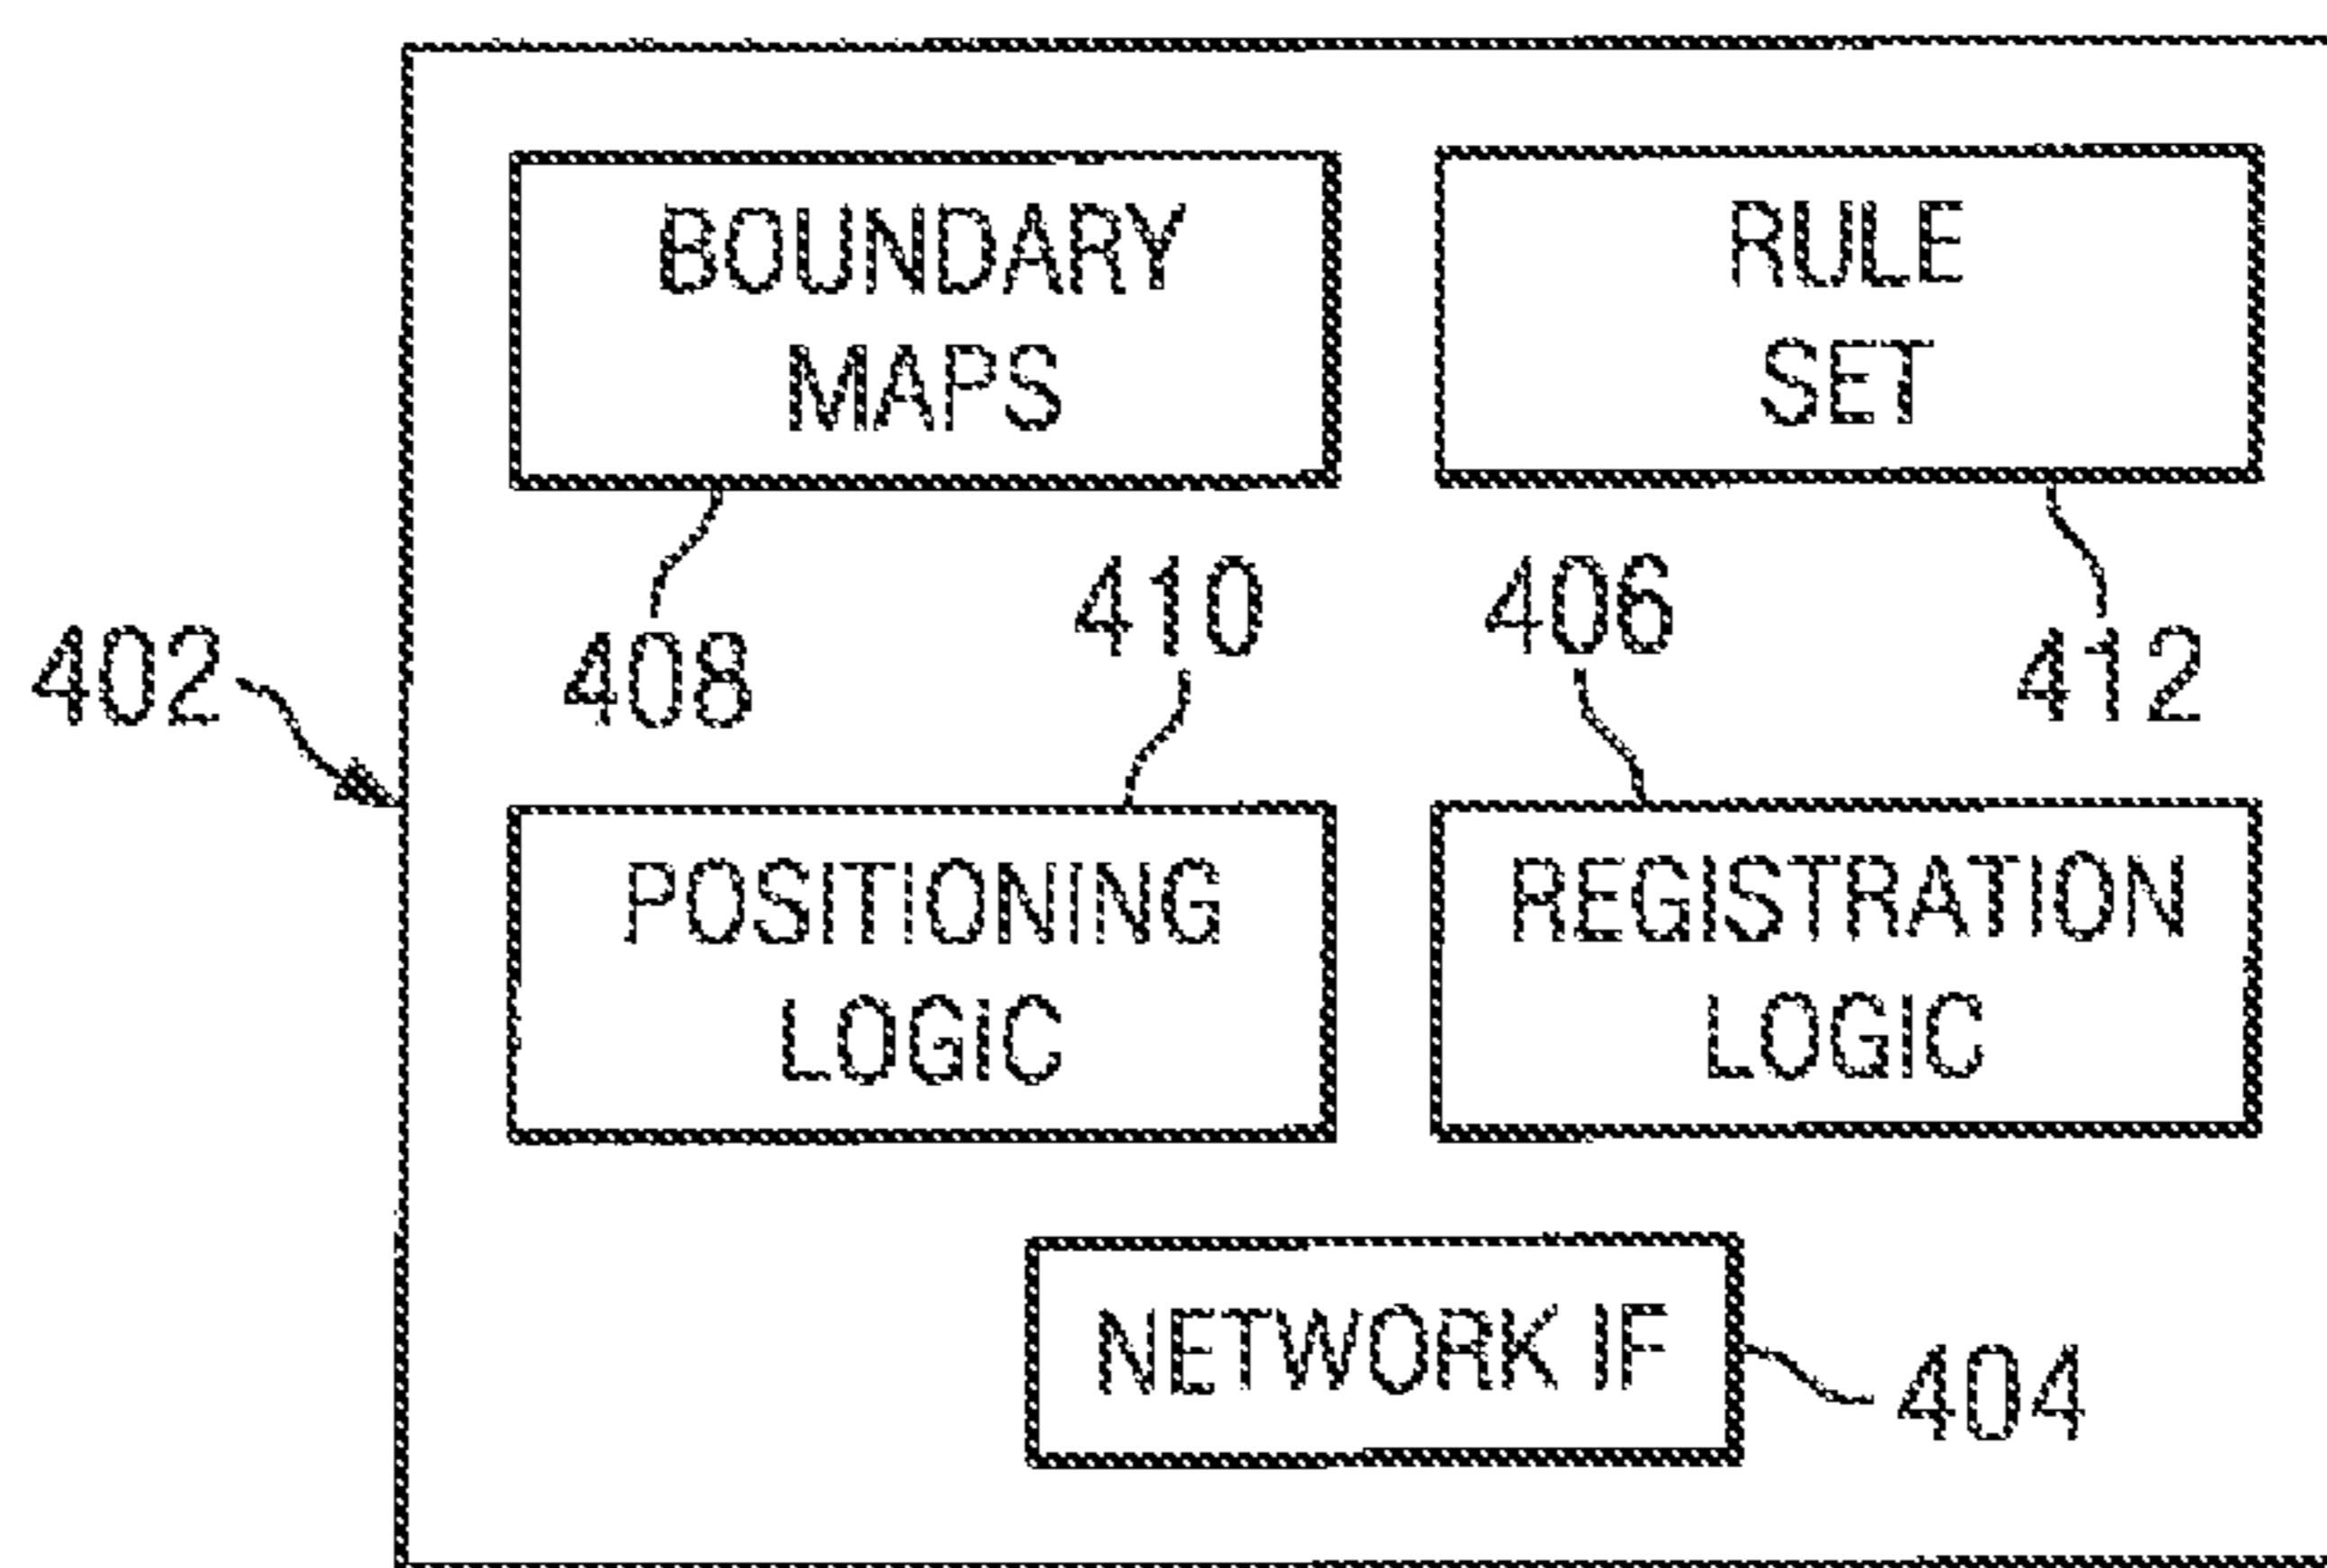 BOUNDARY
MAPS
RULE
SET
408
410
406
412
402
POSITIONING
LOGIC
REGISTRATION
LOGIC
NETWORK IF
404